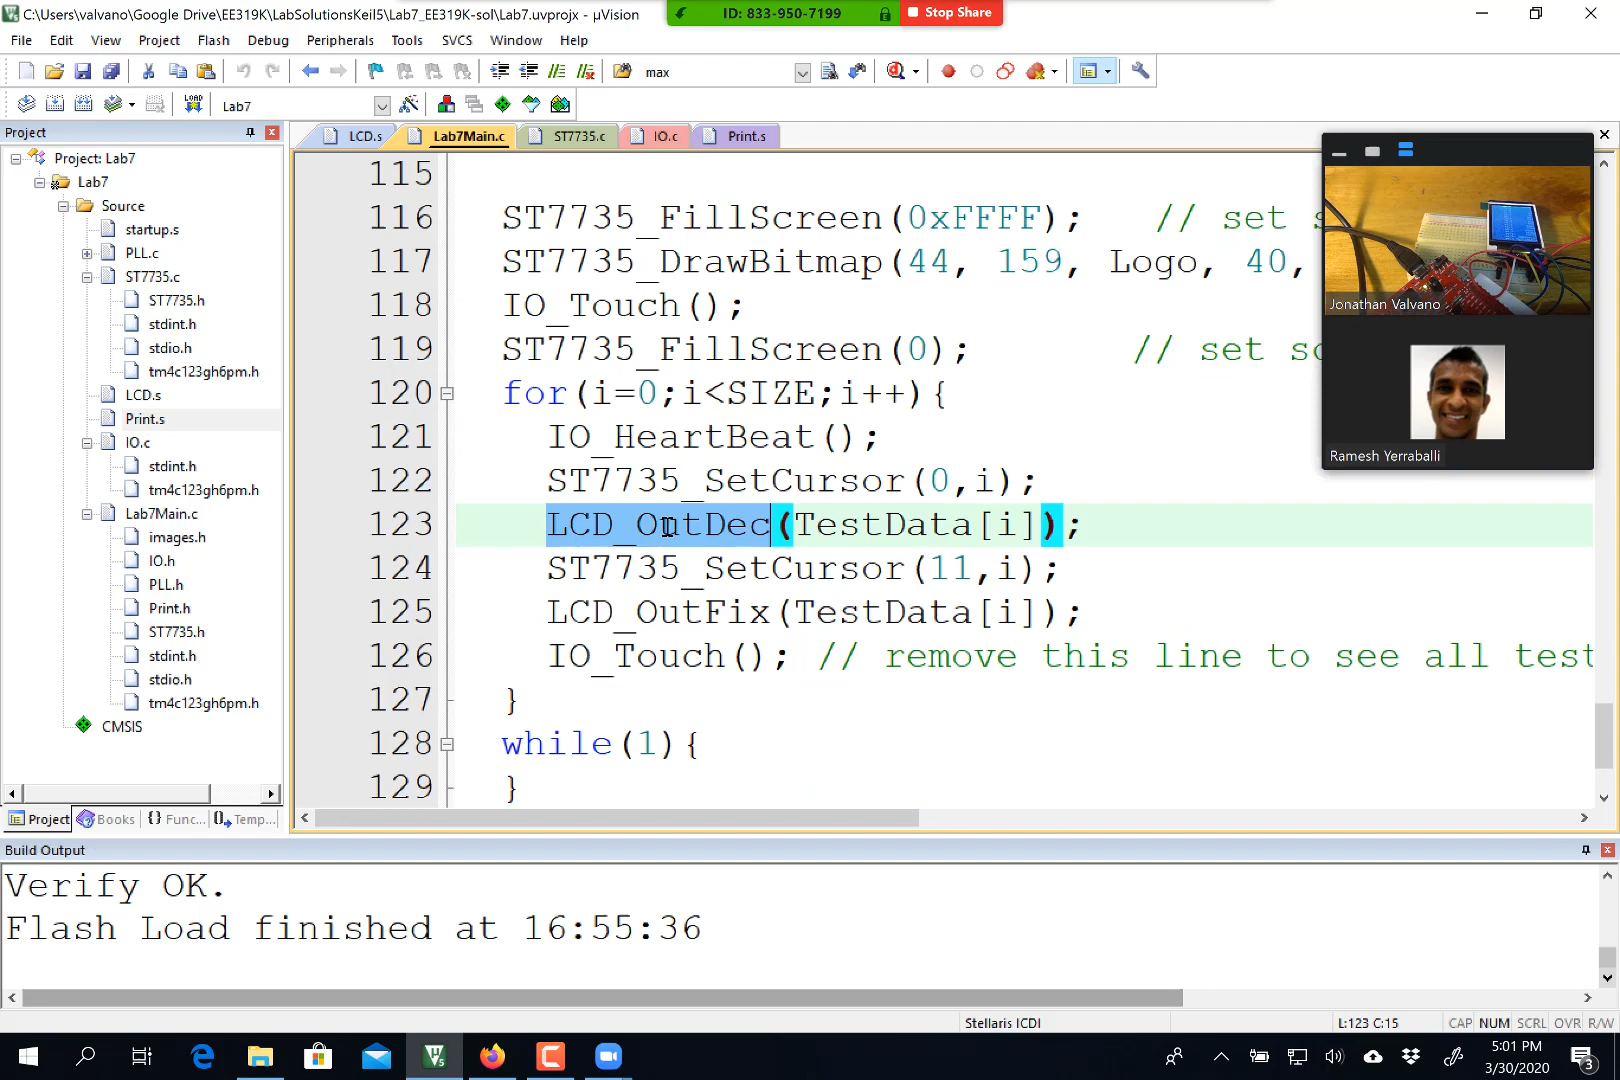 C:\Users\valvano\Google Drive\EE319K\LabSolutionsKeil5\Lab7_EE319K-sol\Lab7.uvprojx - µVision
ID: 833-950-7199
Stop Share
File Edit View Project Flash Debug Peripherals Tools SVCS Window Help
max
LOAD
Lab7
Project
LCD.s Lab7Main.c ST7735.c IO.c Print.s
Project: Lab7
Lab7
Source
startup.s
PLL.c
ST7735.c
ST7735.h
stdint.h
stdio.h
tm4c123gh6pm.h
LCD.s
Print.s
IO.c
stdint.h
tm4c123gh6pm.h
Lab7Main.c
images.h
IO.h
PLL.h
Print.h
ST7735.h
stdint.h
stdio.h
tm4c123gh6pm.h
CMSIS
Project Books {} Func... Temp...
115
116 ST7735_FillScreen(0xFFFF); // set s
117 ST7735_DrawBitmap(44, 159, Logo, 40,
118 IO_Touch();
119 ST7735_FillScreen(0); // set sc
120 for(i=0;i<SIZE;i++){
121 IO_HeartBeat();
122 ST7735_SetCursor(0,i);
123 LCD_OutDec(TestData[i]);
124 ST7735_SetCursor(11,i);
125 LCD_OutFix(TestData[i]);
126 IO_Touch(); // remove this line to see all test
127 }
128 while(1){
129 }
Jonathan Valvano
Ramesh Yerraballi
Build Output
Verify OK.
Flash Load finished at 16:55:36
Stellaris ICDI
L:123 C:15
CAP NUM SCRL OVR R/W
5:01 PM
3/30/2020
3